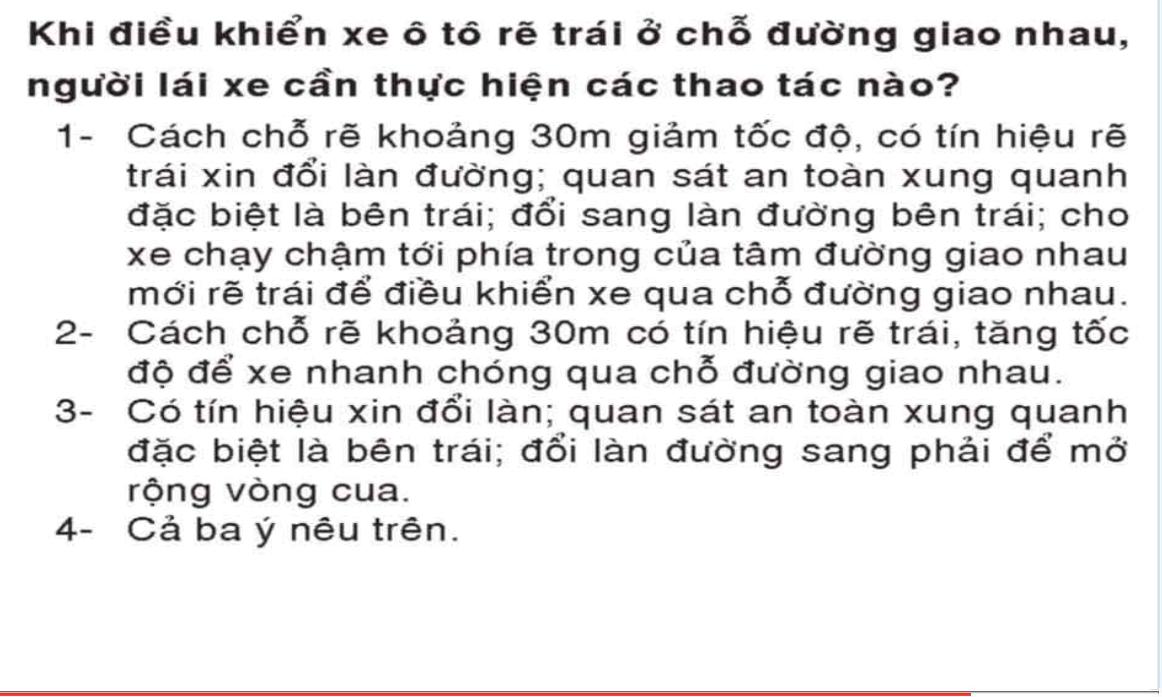 Khi điều khiển xe ô tô rẽ trái ở chỗ đường giao nhau,
người lái xe cần thực hiện các thao tác nào?
1- Cách chỗ rẽ khoảng 30m giảm tốc độ, có tín hiệu rẽ
trái xin đổi làn đường; quan sát an toàn xung quanh
đặc biệt là bên trái; đổi sang làn đường bên trái; cho
xe chạy chậm tới phía trong của tâm đường giao nhau
mới rẽ trái để điều khiển xe qua chỗ đường giao nhau.
2- Cách chỗ rẽ khoảng 30m có tín hiệu rẽ trái, tăng tốc
độ để xe nhanh chóng qua chỗ đường giao nhau.
3- Có tín hiệu xin đổi làn; quan sát an toàn xung quanh
đặc biệt là bên trái; đổi làn đường sang phải để mở
rộng vòng cua.
4- Cả ba ý nêu trên.